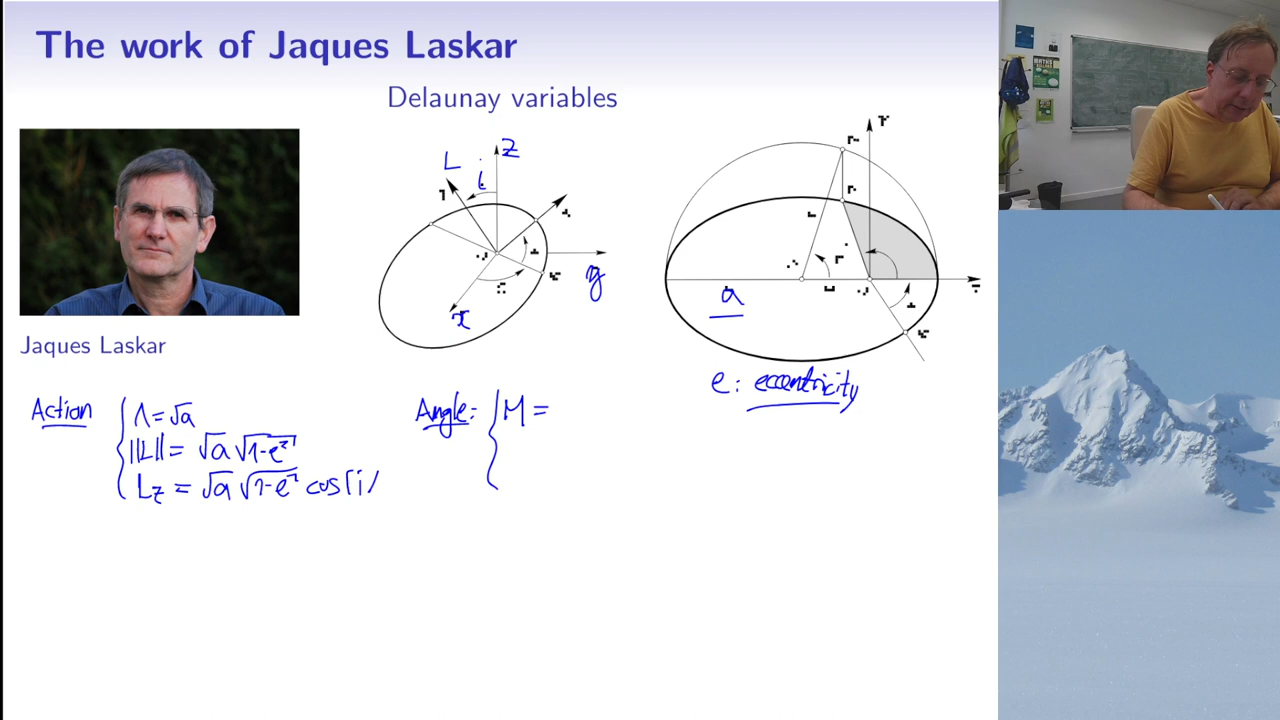 The work of Jaques Laskar
Delaunay variables
L
i
z
y
x
a
e: eccentricity
Jaques Laskar
Action
Λ = √a
||L|| = √a √1-e²
Lz = √a √1-e² cos(i)
Angle:
M =